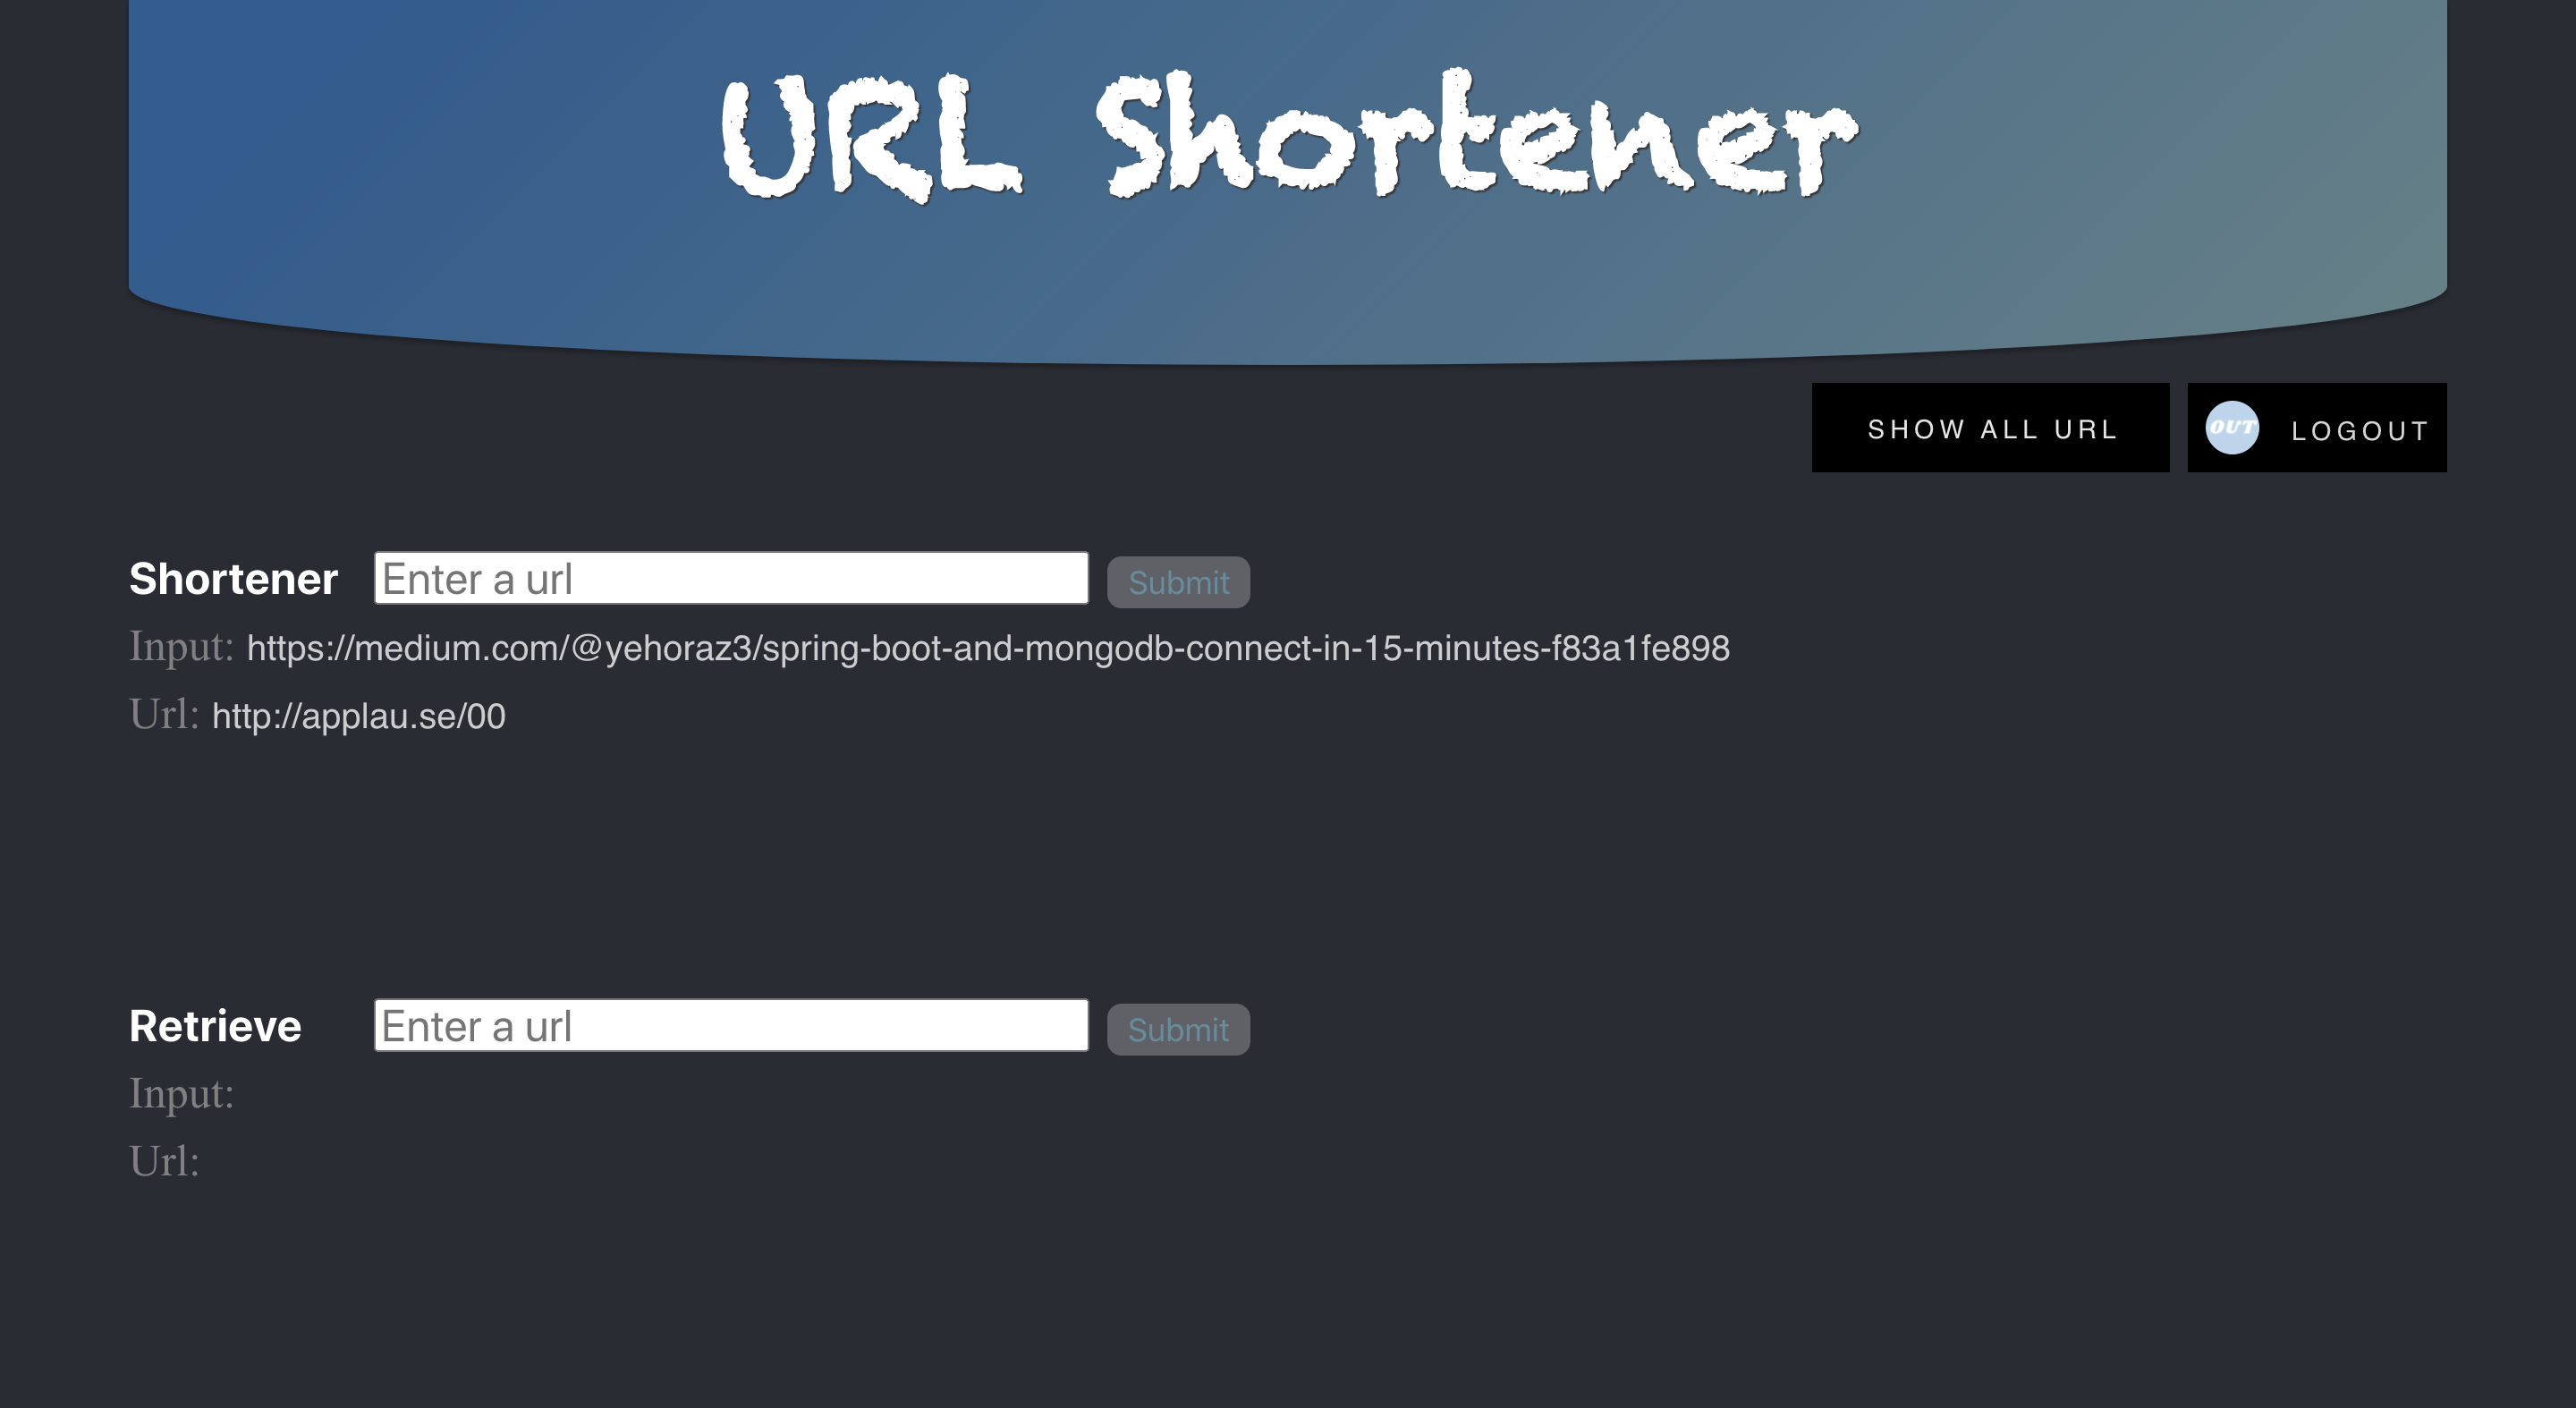 URL Shortener
SHOW ALL URL
OUT LOGOUT
Shortener Enter a url Submit
Input: https://medium.com/@yehoraz3/spring-boot-and-mongodb-connect-in-15-minutes-f83a1fe898
Url: http://applau.se/00
Retrieve Enter a url Submit
Input:
Url: